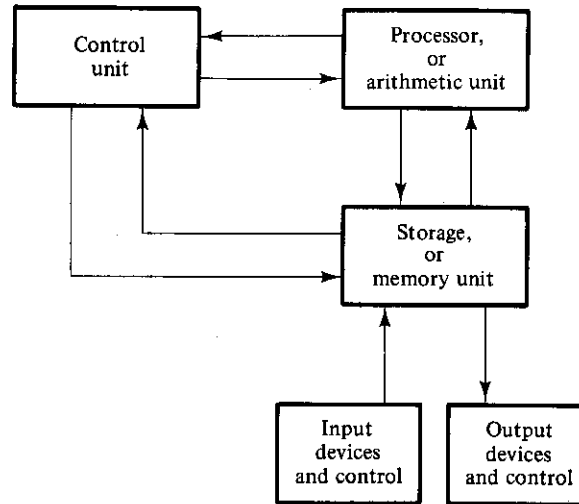 Control
unit
Processor,
or
arithmetic unit
Storage,
or
memory unit
Input
devices
and control
Output
devices
and control